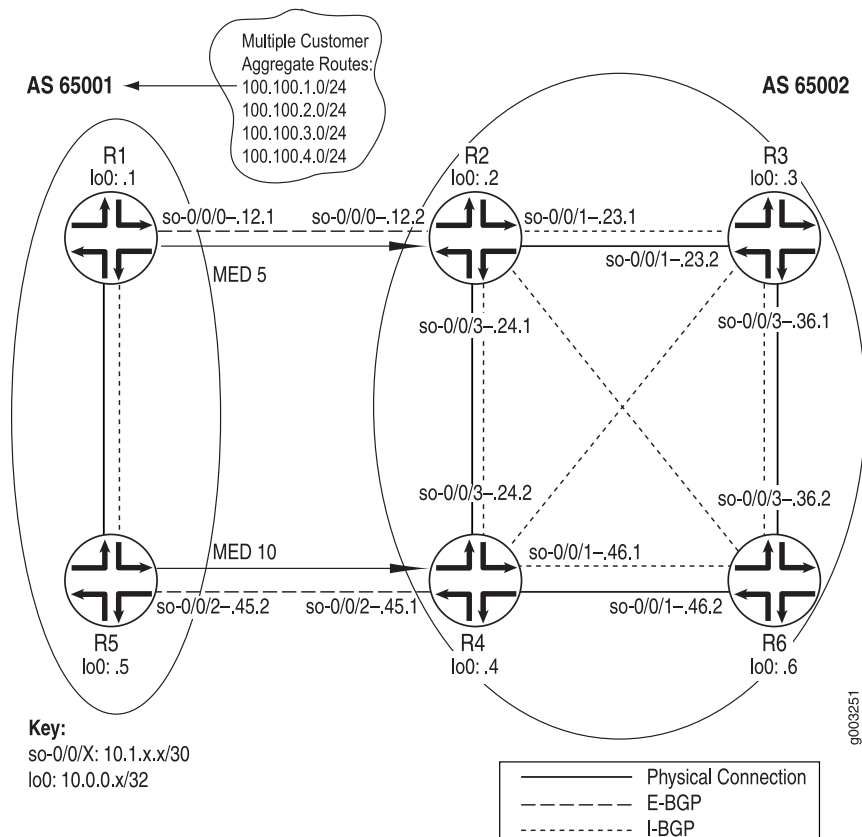 Multiple Customer
Aggregate Routes:
100.100.1.0/24
100.100.2.0/24
100.100.3.0/24
100.100.4.0/24
AS 65001
AS 65002
R1
lo0: .1
R2
lo0: .2
R3
lo0: .3
so-0/0/0–.12.1
so-0/0/0–.12.2
so-0/0/1–.23.1
MED 5
so-0/0/1–.23.2
so-0/0/3–.24.1
so-0/0/3–.36.1
so-0/0/3–.24.2
so-0/0/3–.36.2
MED 10
so-0/0/1–.46.1
so-0/0/2–.45.2
so-0/0/2–.45.1
so-0/0/1–.46.2
R5
lo0: .5
R4
lo0: .4
R6
lo0: .6
Key:
so-0/0/X: 10.1.x.x/30
lo0: 10.0.0.x/32
Physical Connection
E-BGP
I-BGP
g003251